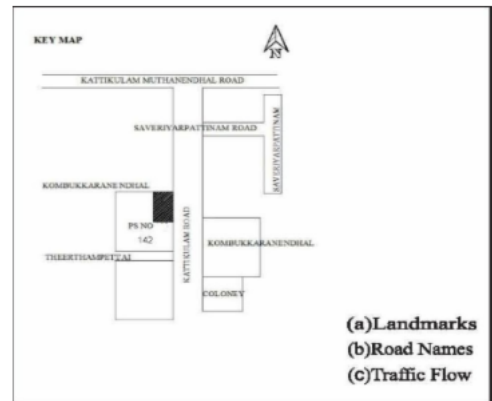 KEY MAP
N
KATTIKULAM MUTHANENDHAL ROAD
SAVERIYARPATTINAM ROAD
SAVERIYARPATTINAM
KOMBUKKARANENDHAL
PS NO
142
KATTIKULAM ROAD
KOMBUKKARANENDHAL
THEERTHAMPETTAI
COLONEY
(a)Landmarks
(b)Road Names
(c)Traffic Flow